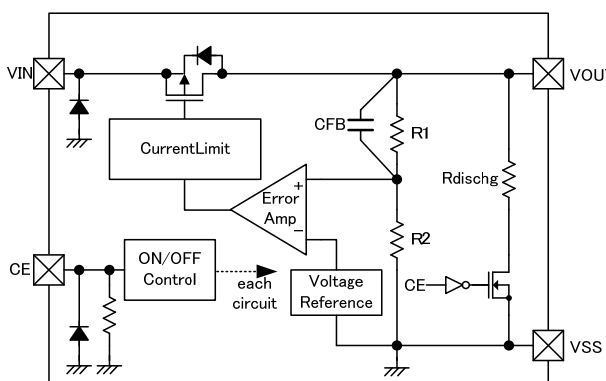 VIN
VOUT
CFB
R1
CurrentLimit
Rdischg
+
Error
Amp
−
R2
CE
ON/OFF
Control
each
circuit
Voltage
Reference
CE
VSS